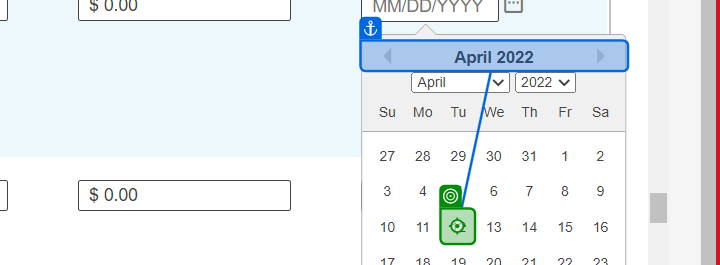 $ 0.00
MM/DD/YYYY
April 2022
April 2022
Su Mo Tu We Th Fr Sa
27 28 29 30 31 1 2
3 4 6 7 8 9
10 11 13 14 15 16
$ 0.00
17 18 19 20 21 22 23